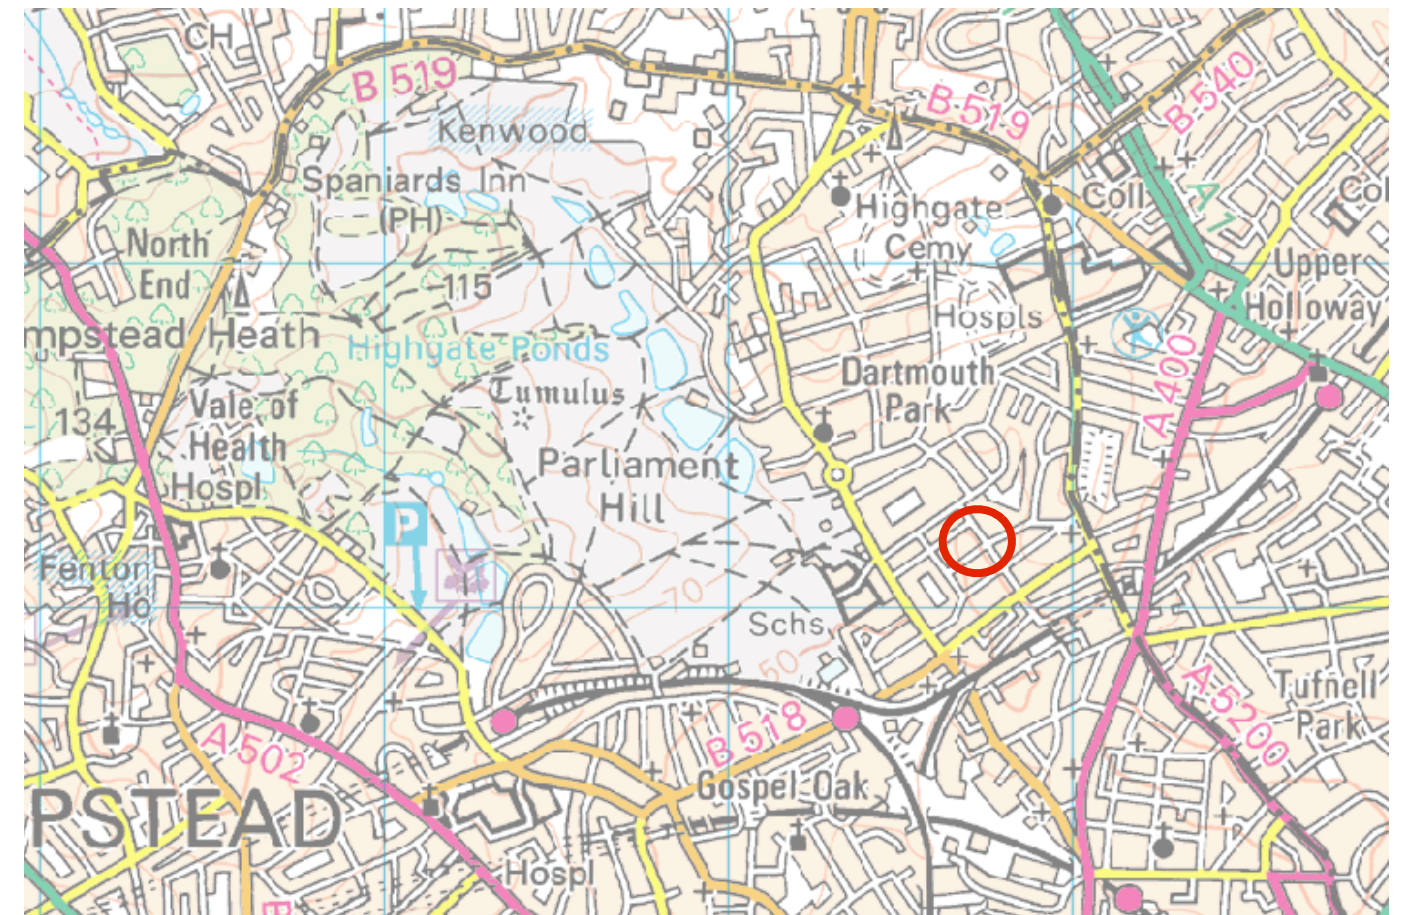 CH
B 519
Kenwood
B 519
B 540
Spaniards Inn
(PH)
Coll
A 1
Col
Highgate
Cemy
North
End
115
Upper
Holloway
Hospls
mpstead Heath
Highgate Ponds
Dartmouth
Park
A 400
Tumulus
Vale of
Health
Hospl
134
Parliament
Hill
P
Fenton
Ho
70
Schs
50
A 502
B 518
A 5200
Tufnell
Park
Gospel Oak
PSTEAD
Hospl
B